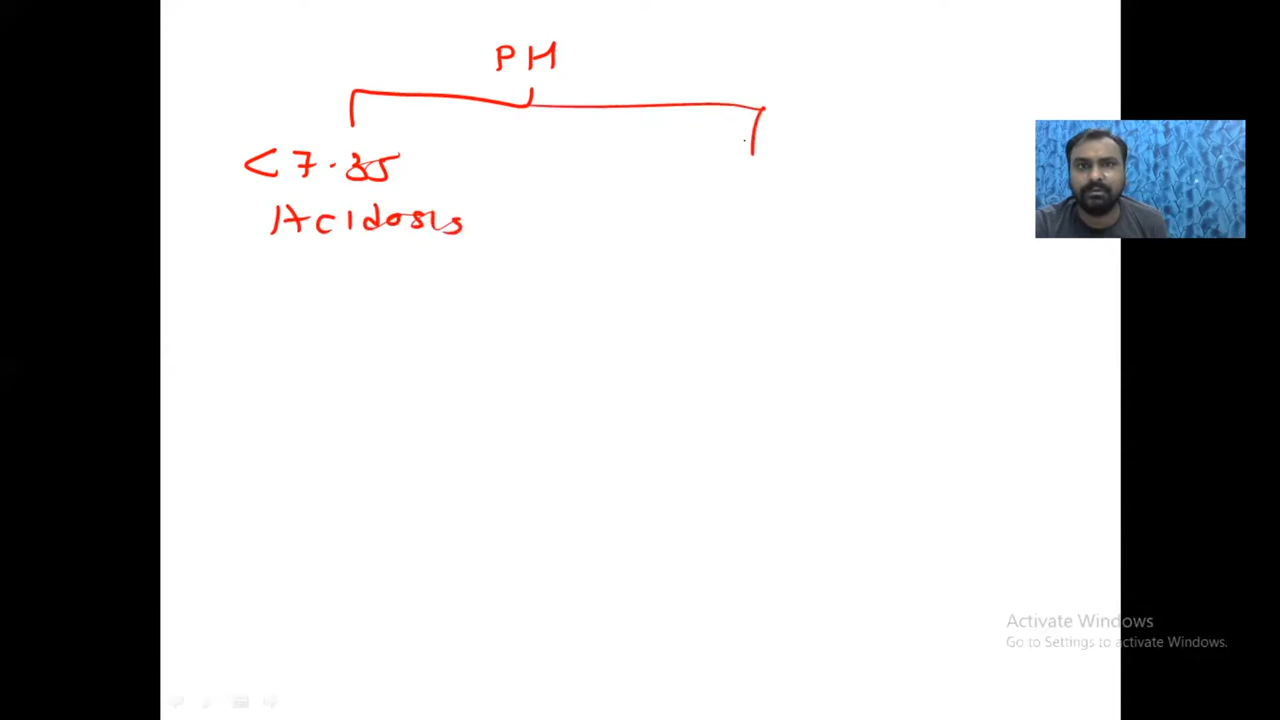 PH
< 7.35
Acidosis
Activate Windows
Go to Settings to activate Windows.